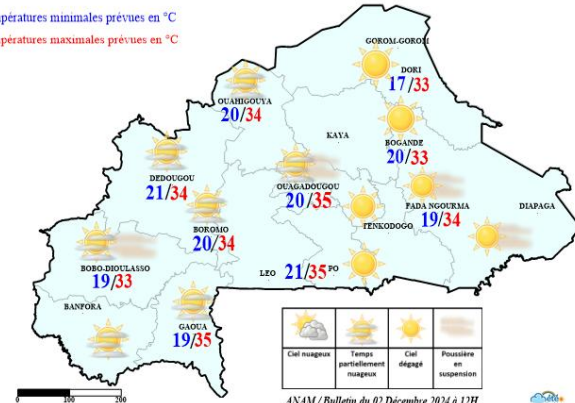 pératures minimales prévues en °C
pératures maximales prévues en °C
GOROM-GOROM
DORI
17/33
OUAHIGOUYA
20/34
KAYA
BOGANDE
20/33
DEDOUGOU
21/34
OUAGADOUGOU
20/35
FADA NGOURMA
19/34
DIAPAGA
BOROMO
20/34
TENKODOGO
BOBO-DIOULASSO
19/33
LEO
21/35 PO
BANFORA
GAOUA
19/35
Ciel nuageux
Temps partiellement nuageux
Ciel dégagé
Poussière en suspension
100
200
ANAM / Bulletin du 02 Décembre 2024 à 12H